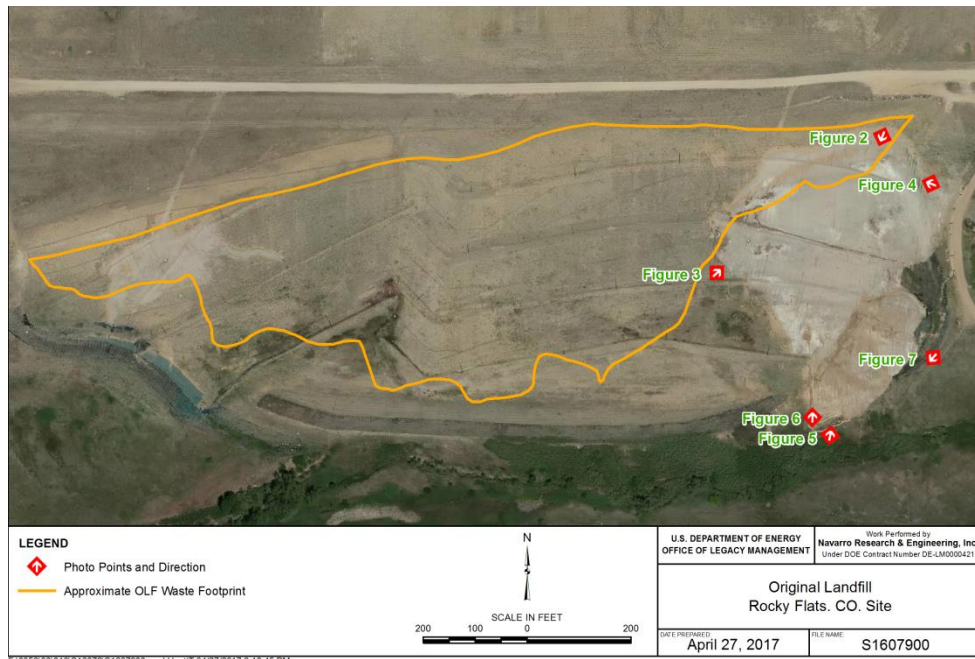 Figure 2
Figure 4
Figure 3
Figure 7
Figure 6
Figure 5
LEGEND
Photo Points and Direction
Approximate OLF Waste Footprint
N
SCALE IN FEET
200 100 0 200
U.S. DEPARTMENT OF ENERGY
OFFICE OF LEGACY MANAGEMENT
Work Performed by
Navarro Research & Engineering, Inc
Under DOE Contract Number DE-LM0000421
Original Landfill
Rocky Flats. CO. Site
DATE PREPARED:
April 27, 2017
FILE NAME:
S1607900